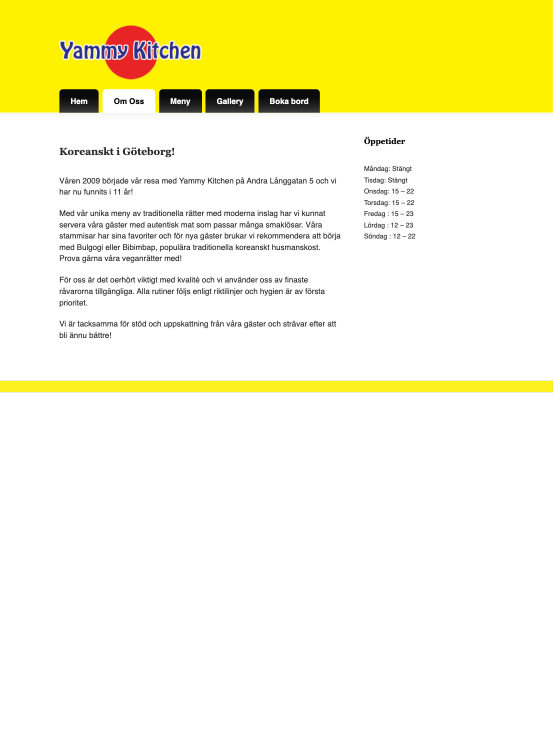 Yammy Kitchen
Hem
Om Oss
Meny
Gallery
Boka bord
Koreanskt i Göteborg!
Våren 2009 började vår resa med Yammy Kitchen på Andra Långgatan 5 och vi
har nu funnits i 11 år!
Med vår unika meny av traditionella rätter med moderna inslag har vi kunnat
servera våra gäster med autentisk mat som passar många smaklösar. Våra
stammisar har sina favoriter och för nya gäster brukar vi rekommendera att börja
med Bulgogi eller Bibimbap, populära traditionella koreanskt husmanskost.
Prova gärna våra veganrätter med!
För oss är det oerhört viktigt med kvalité och vi använder oss av finaste
råvarorna tillgängliga. Alla rutiner följs enligt riktilinjer och hygien är av första
prioritet.
Vi är tacksamma för stöd och uppskattning från våra gäster och strävar efter att
bli ännu bättre!
Öppetider
Måndag: Stängt
Tisdag: Stängt
Onsdag: 15 – 22
Torsdag: 15 – 22
Fredag : 15 – 23
Lördag : 12 – 23
Söndag : 12 – 22